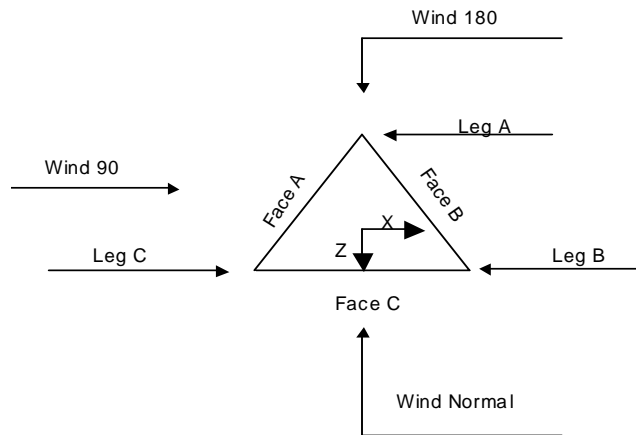 Wind 180
Leg A
Wind 90
Face A
Face B
X
Leg C
Z
Leg B
Face C
Wind Normal